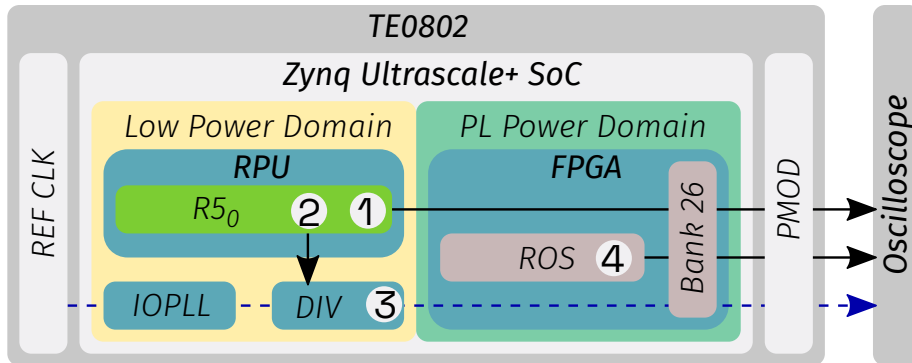 TE0802
Zynq Ultrascale+ SoC
REF CLK
Low Power Domain
PL Power Domain
RPU
FPGA
R5₀
2
1
Bank 26
PMOD
Oscilloscope
ROS
4
IOPLL
DIV
3